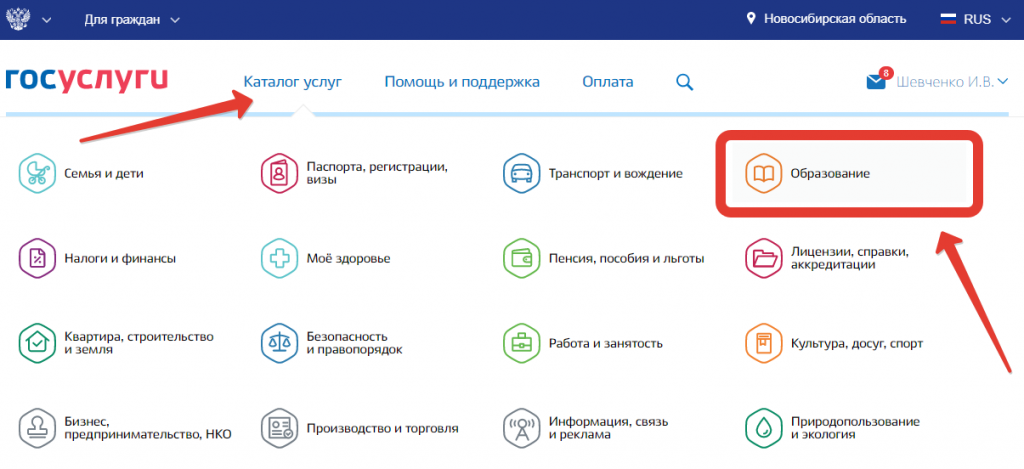 Для граждан
Новосибирская область
RUS
госуслуги
Каталог услуг
Помощь и поддержка
Оплата
8
Шевченко И.В.
Семья и дети
Паспорта, регистрации,
визы
Транспорт и вождение
Образование
Налоги и финансы
Моё здоровье
Пенсия, пособия и льготы
Лицензии, справки,
аккредитации
Квартира, строительство
и земля
Безопасность
и правопорядок
Работа и занятость
Культура, досуг, спорт
Бизнес,
предпринимательство, НКО
Производство и торговля
Информация, связь
и реклама
Природопользование
и экология